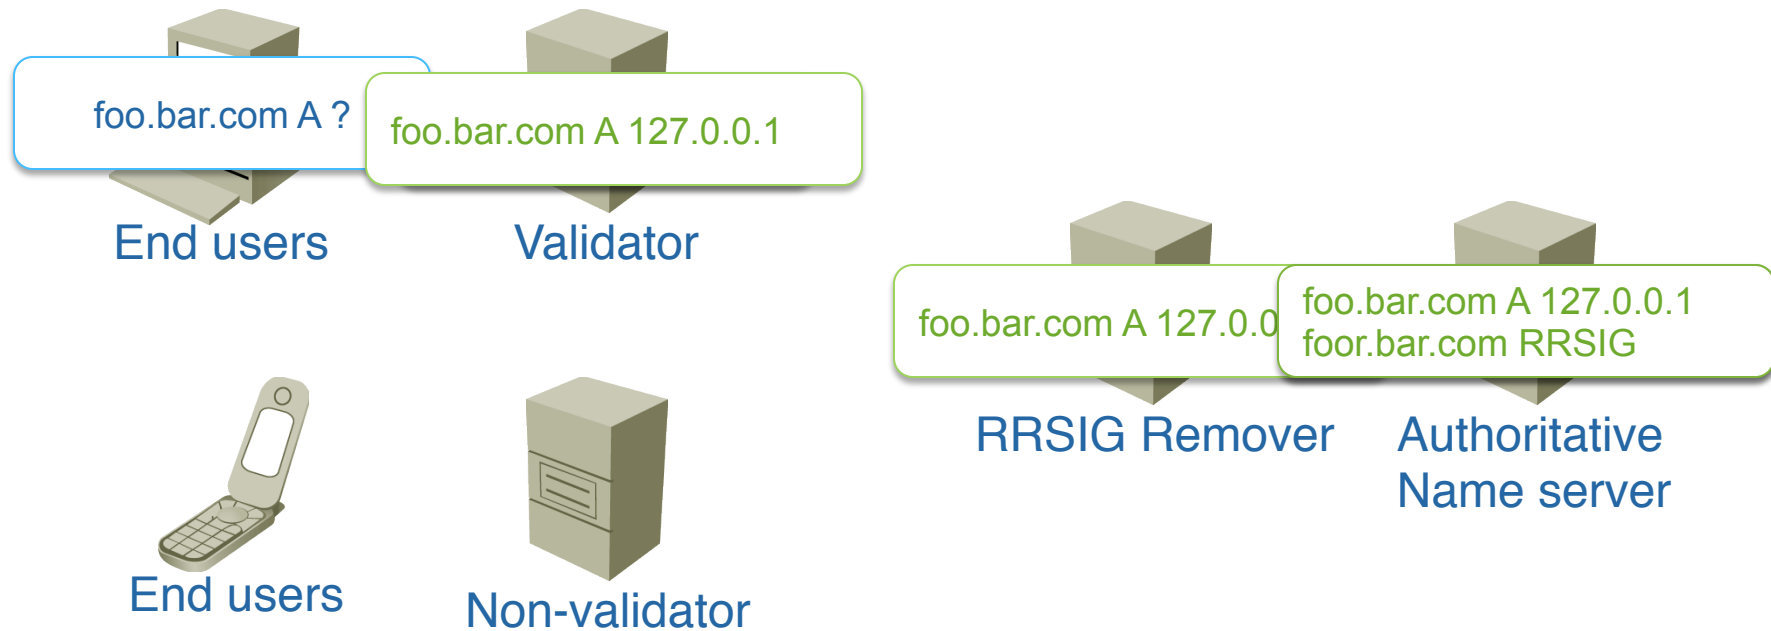 foo.bar.com A ?
foo.bar.com A 127.0.0.1
End users
Validator
foo.bar.com A 127.0.0
foo.bar.com A 127.0.0.1
foor.bar.com RRSIG
RRSIG Remover
Authoritative
Name server
End users
Non-validator